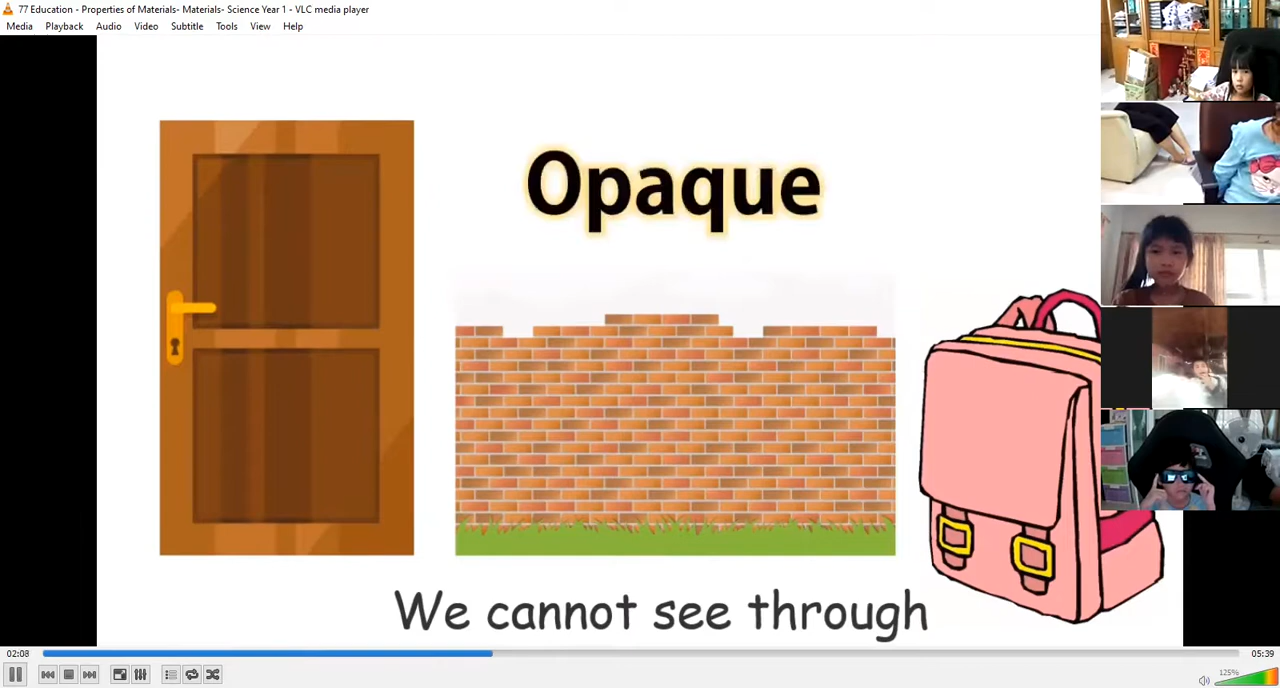 77 Education - Properties of Materials- Materials- Science Year 1 - VLC media player
Media Playback Audio Video Subtitle Tools View Help
Opaque
We cannot see through
02:08
05:39
125%